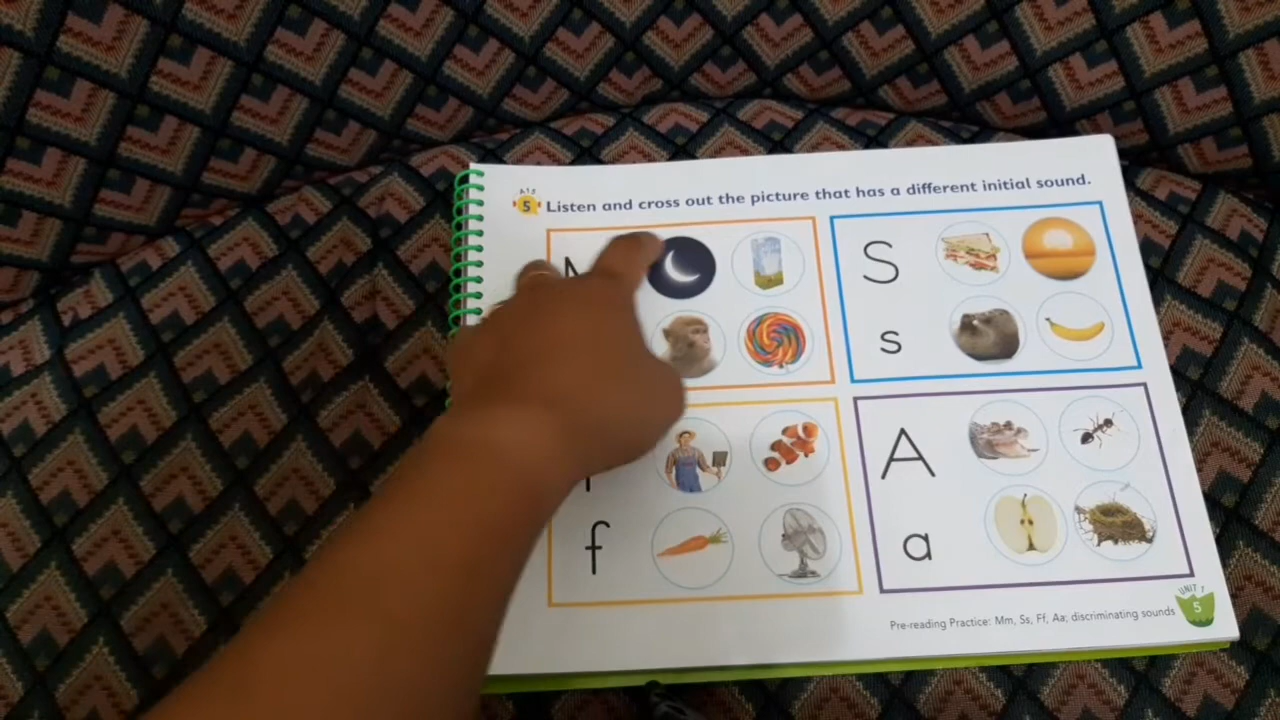 5 Listen and cross out the picture that has a different initial sound.
S
s
f
A
a
UNIT 1
5
Pre-reading Practice: Mm, Ss, Ff, Aa; discriminating sounds